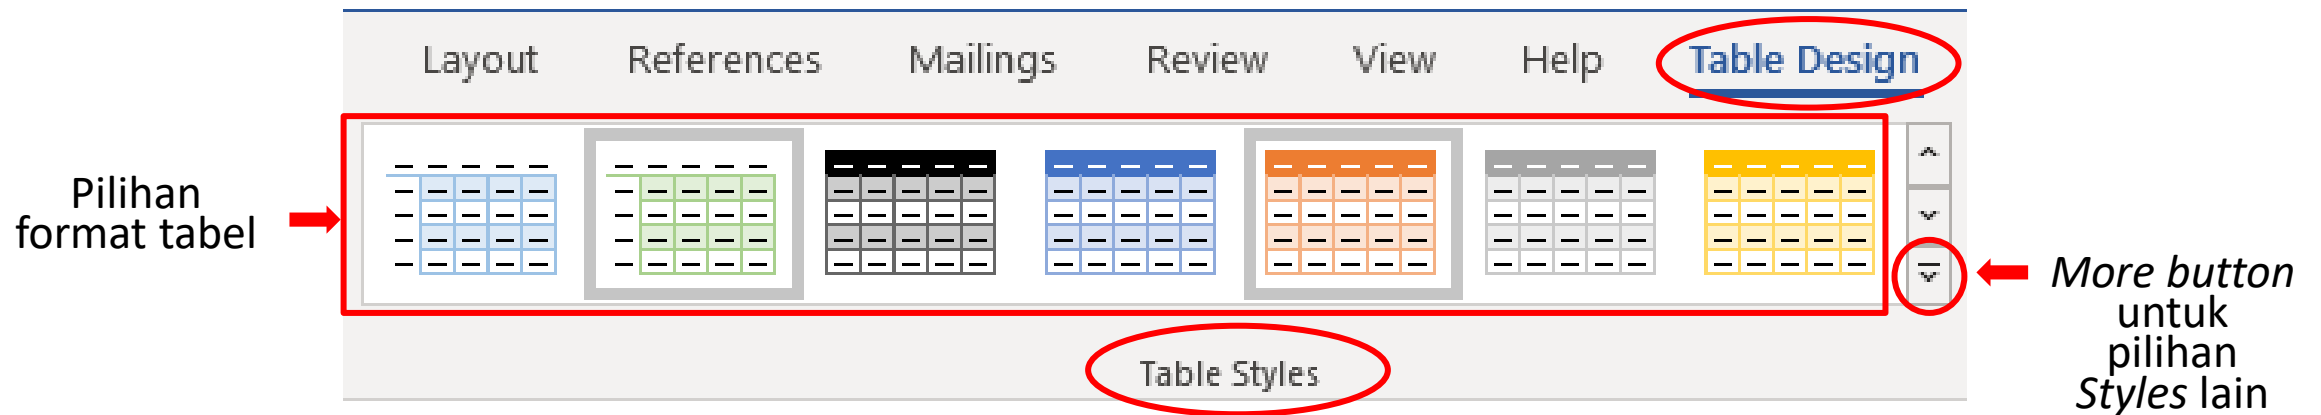 Layout References Mailings Review View Help Table Design
Pilihan
format tabel
More button
untuk
pilihan
Styles lain
Table Styles